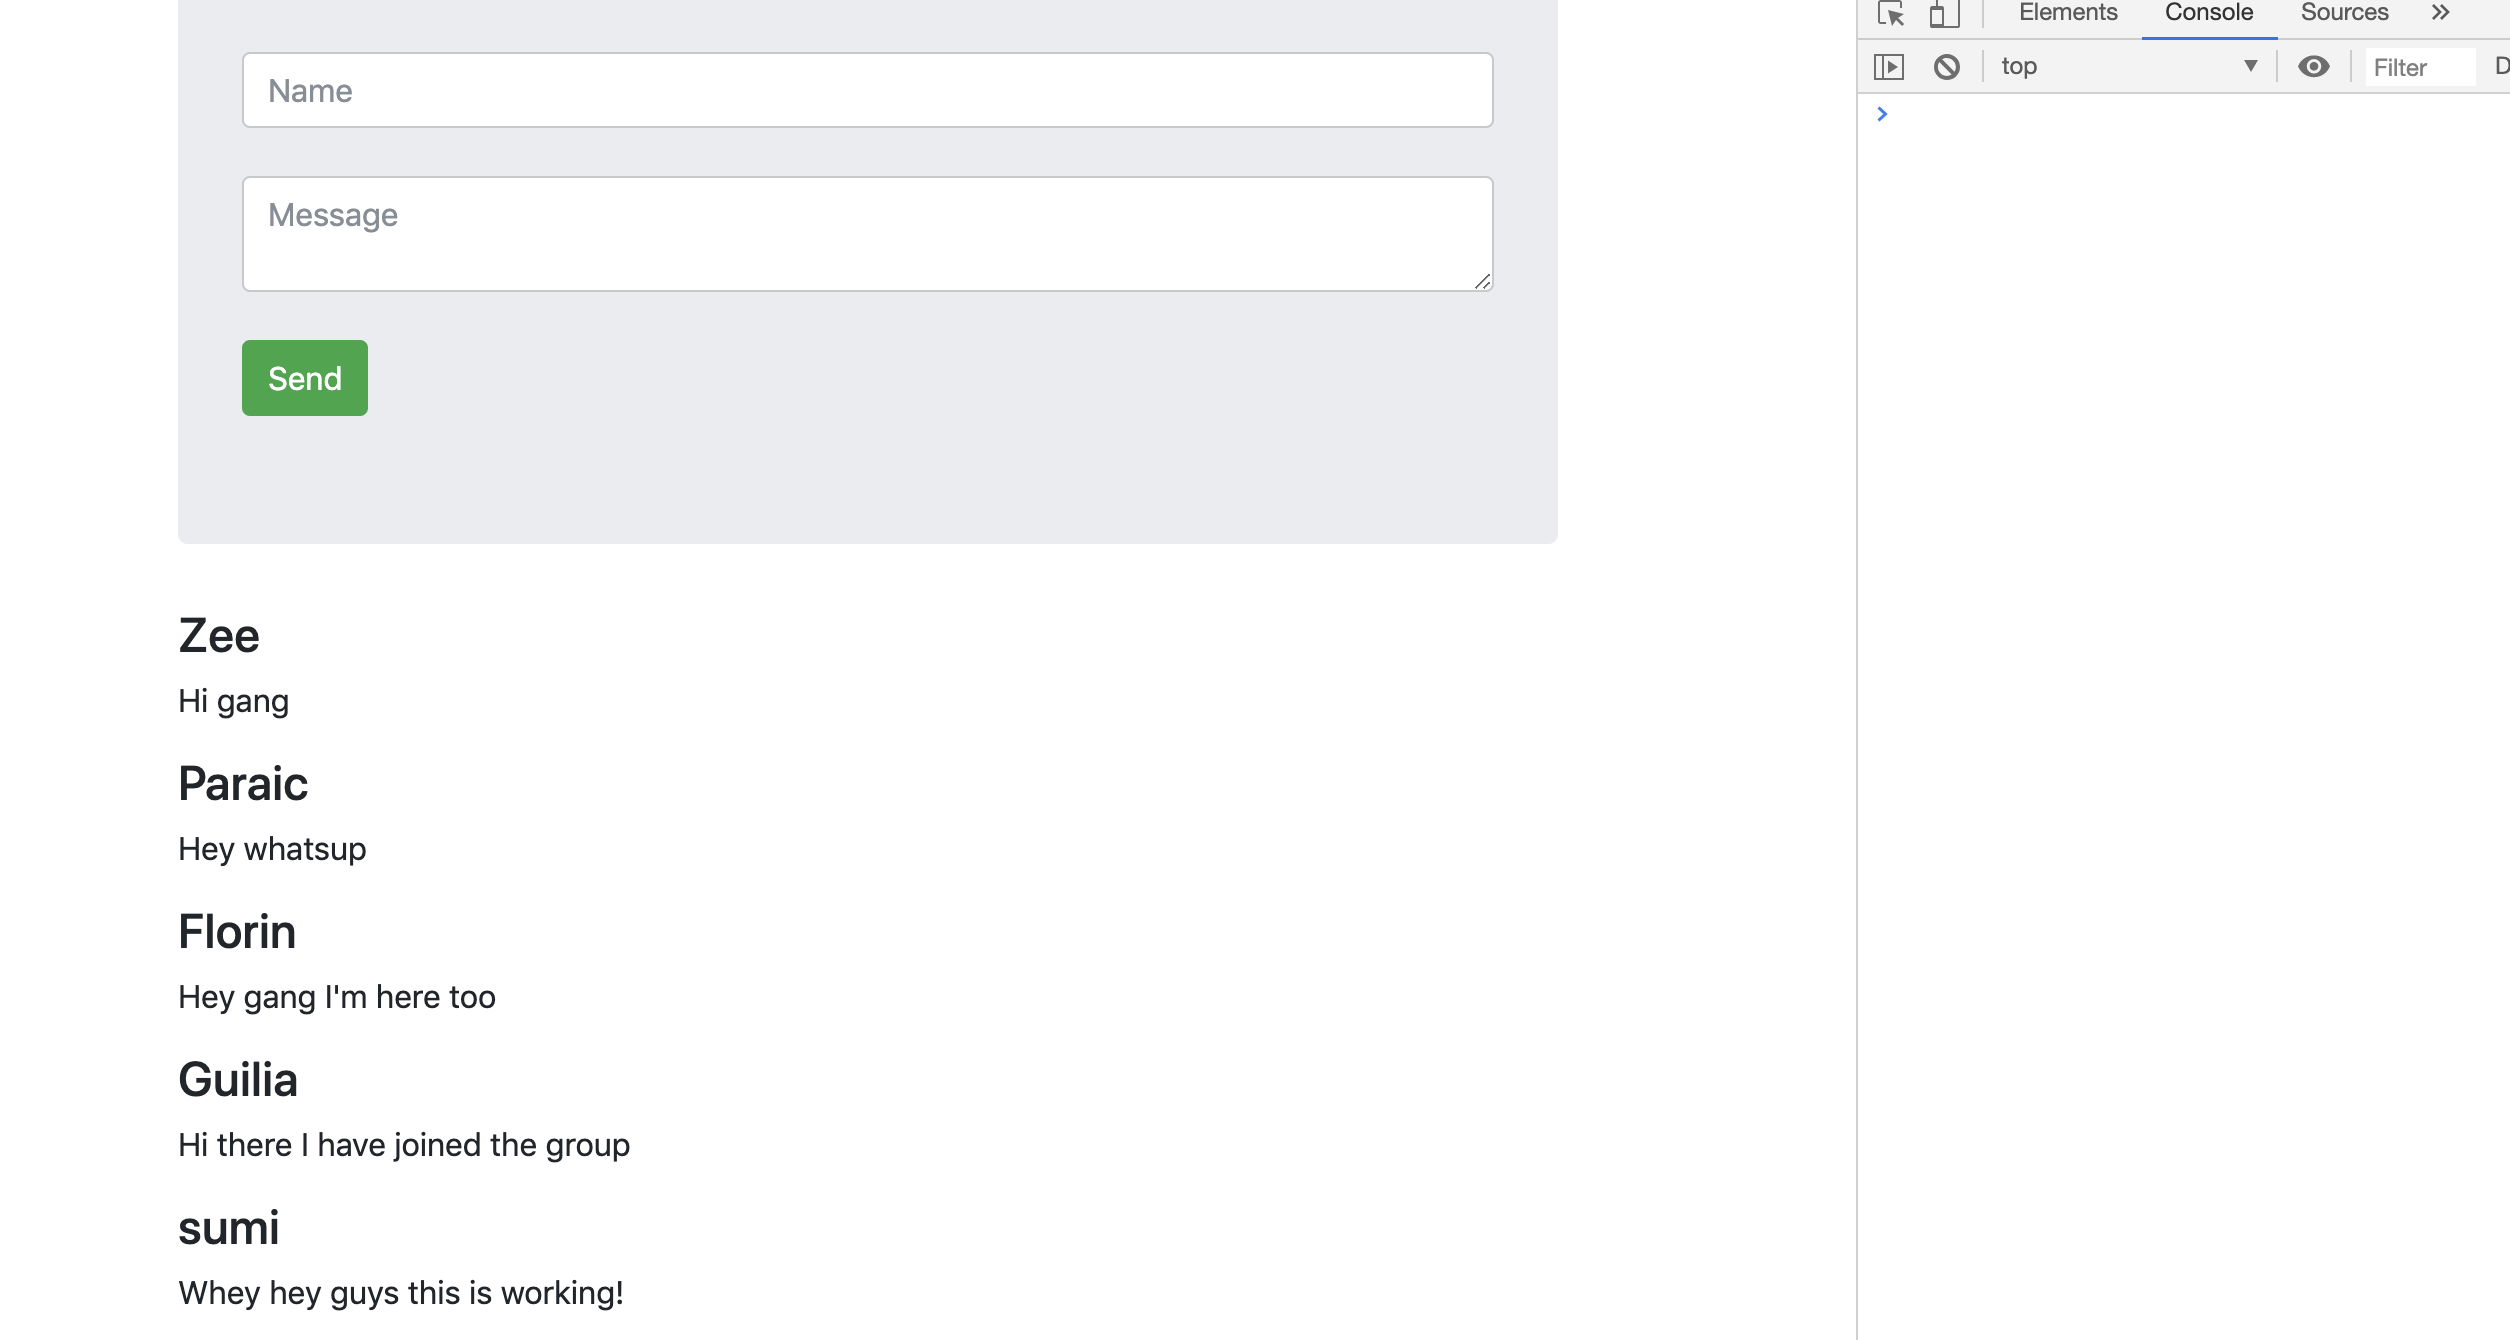 Name
Message
Send
Zee
Hi gang
Paraic
Hey whatsup
Florin
Hey gang I'm here too
Guilia
Hi there I have joined the group
sumi
Whey hey guys this is working!
Elements Console Sources
top Filter D